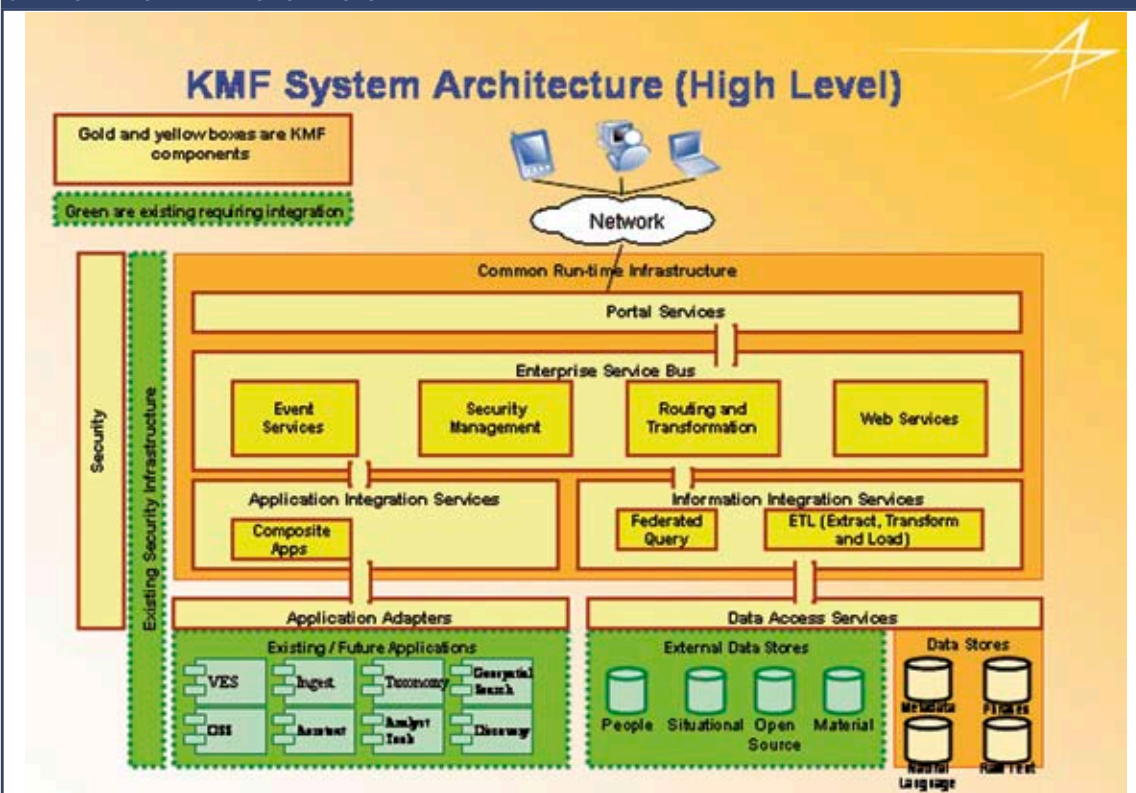 KMF System Architecture (High Level)
Gold and yellow boxes are KMF
components
Green are existing requiring integration
Network
Common Run-time Infrastructure
Portal Services
Enterprise Service Bus
Event
Services
Security
Management
Routing and
Transformation
Web Services
Security
Existing Security Infrastructure
Application Integration Services
Composite
Apps
Information Integration Services
Federated
Query
ETL (Extract, Transform
and Load)
Application Adapters
Data Access Services
Existing / Future Applications
VES
Ingest
Taxonomy
Geospatial
Search
OSS
Analyst
Tools
Discovery
External Data Stores
People
Situational
Open
Source
Material
Data Stores
Metadata
Natural
Language
Raw Text